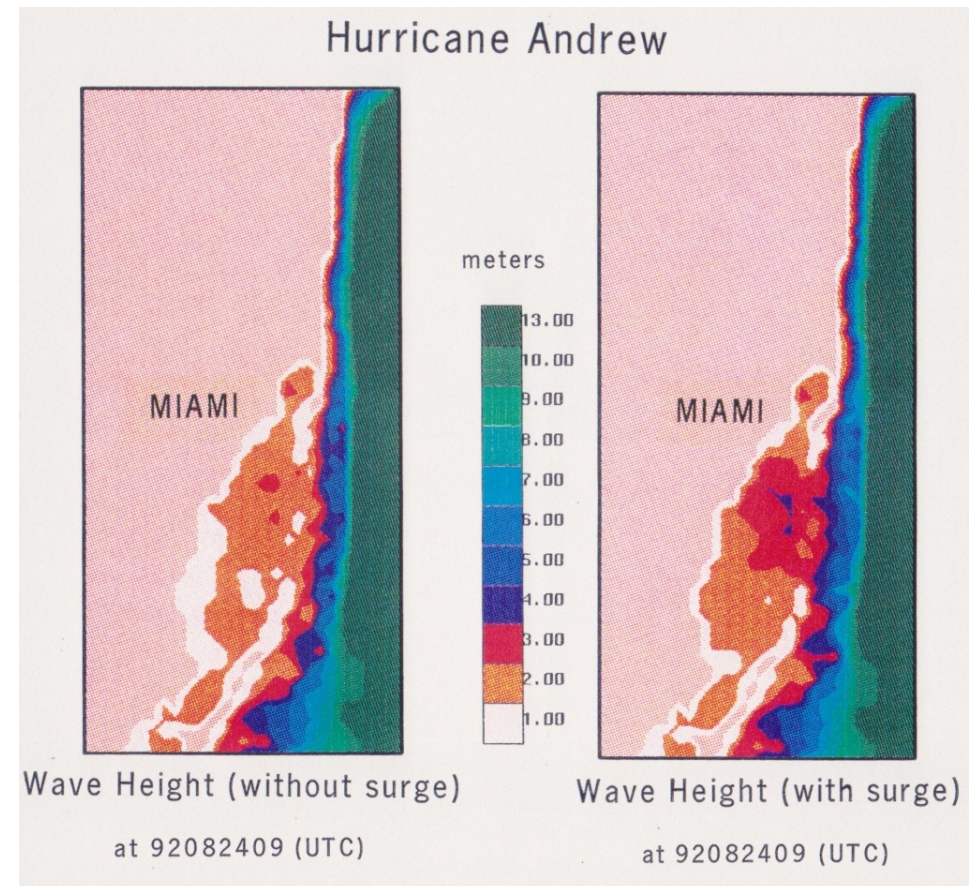 Hurricane Andrew
meters
13.00
10.00
9.00
8.00
7.00
6.00
5.00
4.00
3.00
2.00
1.00
MIAMI
MIAMI
Wave Height (without surge)
at 92082409 (UTC)
Wave Height (with surge)
at 92082409 (UTC)